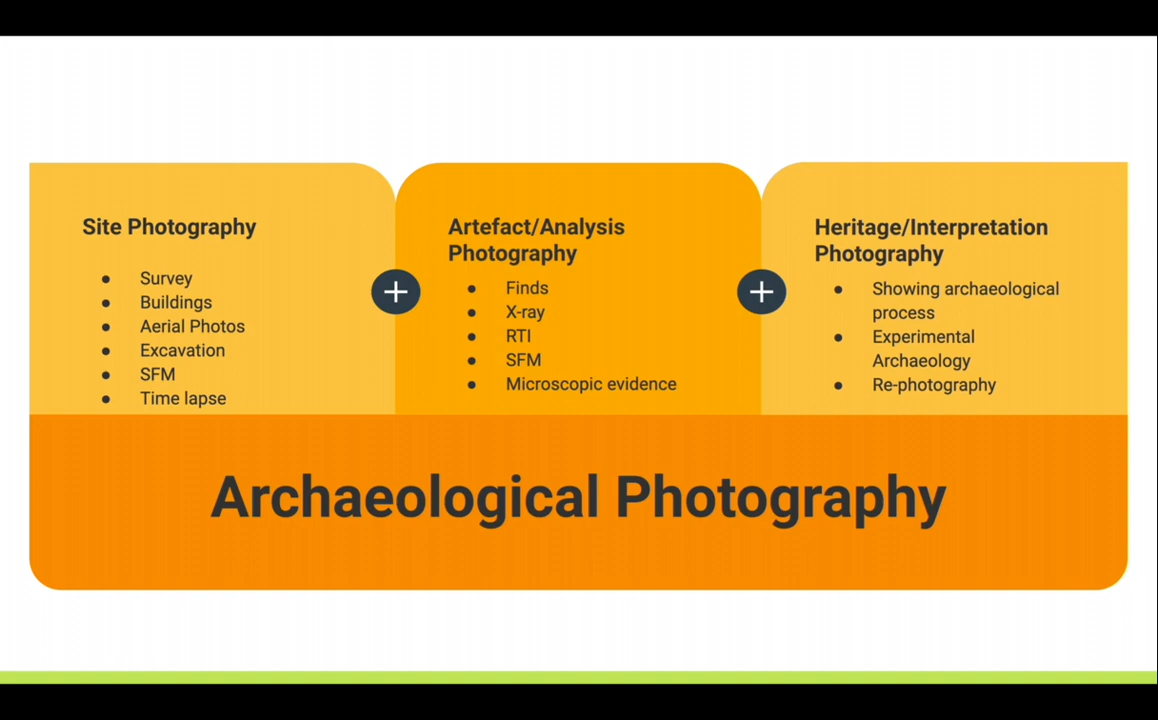 Site Photography
● Survey
● Buildings
● Aerial Photos
● Excavation
● SFM
● Time lapse
Artefact/Analysis
Photography
● Finds
● X-ray
● RTI
● SFM
● Microscopic evidence
Heritage/Interpretation
Photography
● Showing archaeological
process
● Experimental
Archaeology
● Re-photography
Archaeological Photography